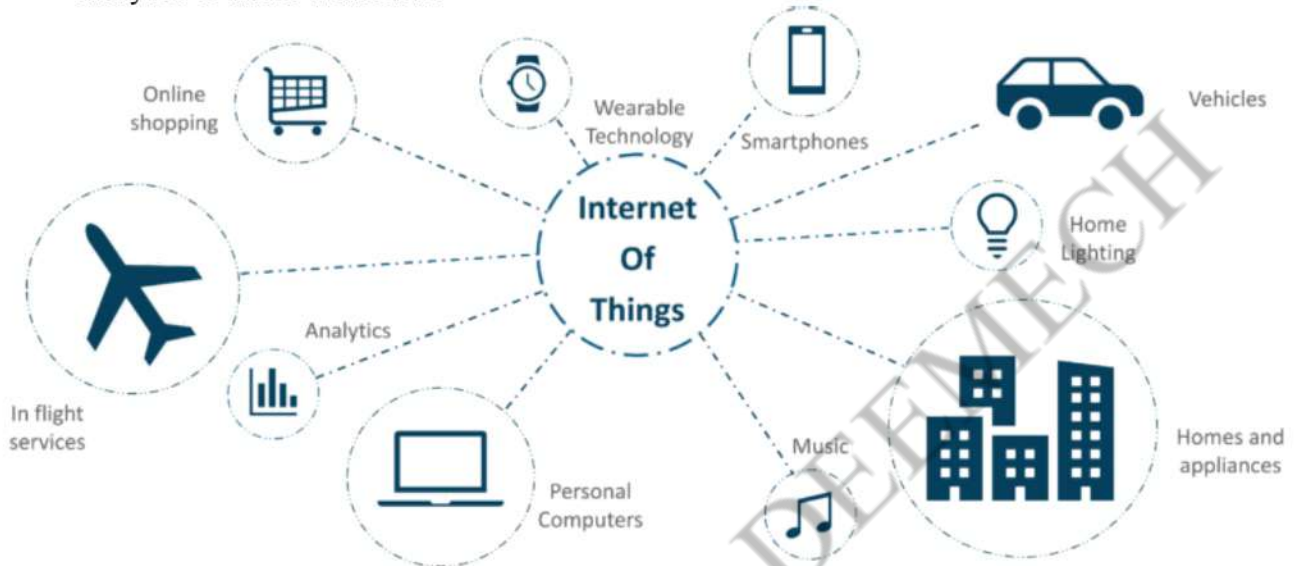 Online
shopping
Wearable
Technology
Smartphones
Vehicles
Internet
Of
Things
Home
Lighting
Analytics
In flight
services
Personal
Computers
Music
Homes and
appliances